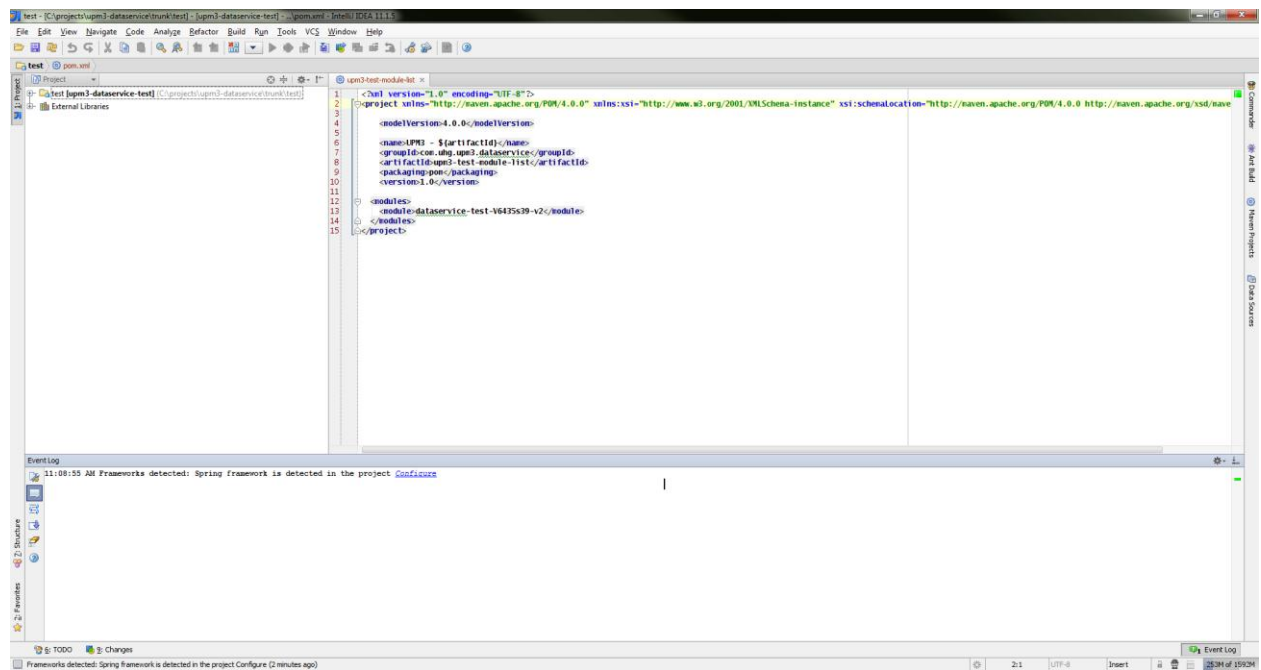 test - [C:\projects\upm3-dataservice\trunk\test] - [upm3-dataservice-test] - ...\pom.xml - IntelliJ IDEA 11.1.5
File Edit View Navigate Code Analyze Refactor Build Run Tools VCS Window Help
test pom.xml
Project
upm3-test-module-list
1: Project
test [upm3-dataservice-test] (C:\projects\upm3-dataservice\trunk\test)
External Libraries
1 <?xml version="1.0" encoding="UTF-8"?>
2 <project xmlns="http://maven.apache.org/POM/4.0.0" xmlns:xsi="http://www.w3.org/2001/XMLSchema-instance" xsi:schemaLocation="http://maven.apache.org/POM/4.0.0 http://maven.apache.org/xsd/mave
3
4 <modelVersion>4.0.0</modelVersion>
5
6 <name>UPM3 - ${artifactId}</name>
7 <groupId>com.uhg.upm3.dataservice</groupId>
8 <artifactId>upm3-test-module-list</artifactId>
9 <packaging>pom</packaging>
10 <version>1.0</version>
11
12 <modules>
13 <module>dataservice-test-V6435s39-v2</module>
14 </modules>
15 </project>
Commander
Ant Build
Maven Projects
Data Sources
Event Log
11:08:55 AM Frameworks detected: Spring framework is detected in the project Configure
7: Structure
2: Favorites
6: TODO 9: Changes
1 Event Log
Frameworks detected: Spring framework is detected in the project Configure (2 minutes ago)
2:1 UTF-8 Insert 253M of 1592M